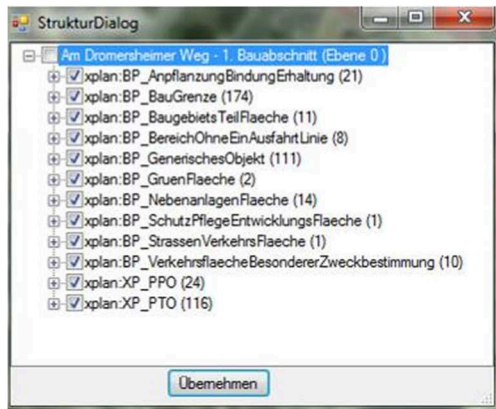 StrukturDialog
Am Dromersheimer Weg - 1. Bauabschnitt (Ebene 0 )
xplan:BP_AnpflanzungBindungErhaltung (21)
xplan:BP_BauGrenze (174)
xplan:BP_BaugebietsTeilFlaeche (11)
xplan:BP_BereichOhneEinAusfahrtLinie (8)
xplan:BP_GenerischesObjekt (111)
xplan:BP_GruenFlaeche (2)
xplan:BP_NebenanlagenFlaeche (14)
xplan:BP_SchutzPflegeEntwicklungsFlaeche (1)
xplan:BP_StrassenVerkehrsFlaeche (1)
xplan:BP_VerkehrsflaecheBesondererZweckbestimmung (10)
xplan:XP_PPO (24)
xplan:XP_PTO (116)
Übernehmen